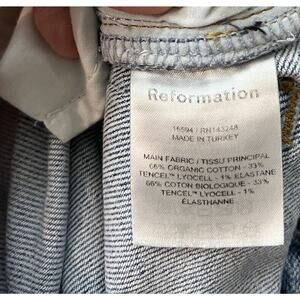 Reformation
16594 / RN143248
MADE IN TURKEY
MAIN FABRIC / TISSU PRINCIPAL
66% ORGANIC COTTON - 33%
TENCEL™ LYOCELL - 1% ELASTANE
66% COTON BIOLOGIQUE - 33%
TENCEL™ LYOCELL - 1%
ÉLASTHANNE